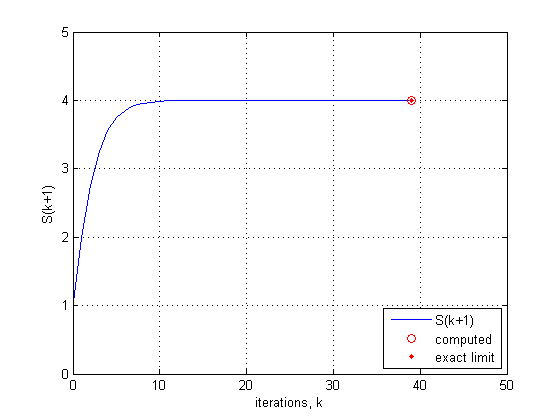 5
4
3
2
1
0
S(k+1)
0
10
20
30
40
50
iterations, k
S(k+1)
computed
exact limit